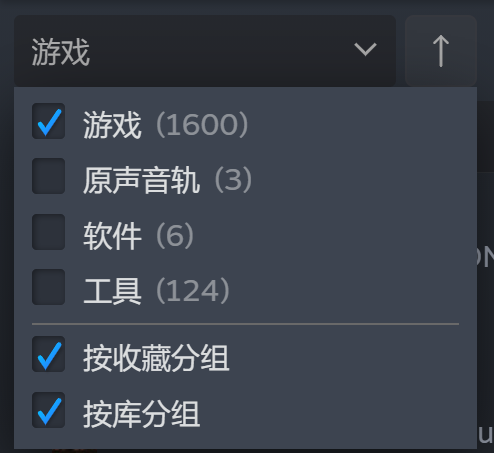 游戏
游戏 (1600)
原声音轨 (3)
软件 (6)
工具 (124)
按收藏分组
按库分组